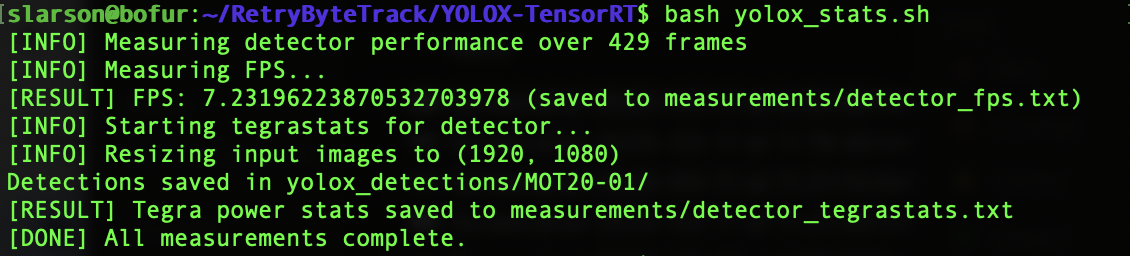 [slarson@bofur:~/RetryByteTrack/YOLOX-TensorRT$ bash yolox_stats.sh
[INFO] Measuring detector performance over 429 frames
[INFO] Measuring FPS...
[RESULT] FPS: 7.23196223870532703978 (saved to measurements/detector_fps.txt)
[INFO] Starting tegrastats for detector...
[INFO] Resizing input images to (1920, 1080)
Detections saved in yolox_detections/MOT20-01/
[RESULT] Tegra power stats saved to measurements/detector_tegrastats.txt
[DONE] All measurements complete.